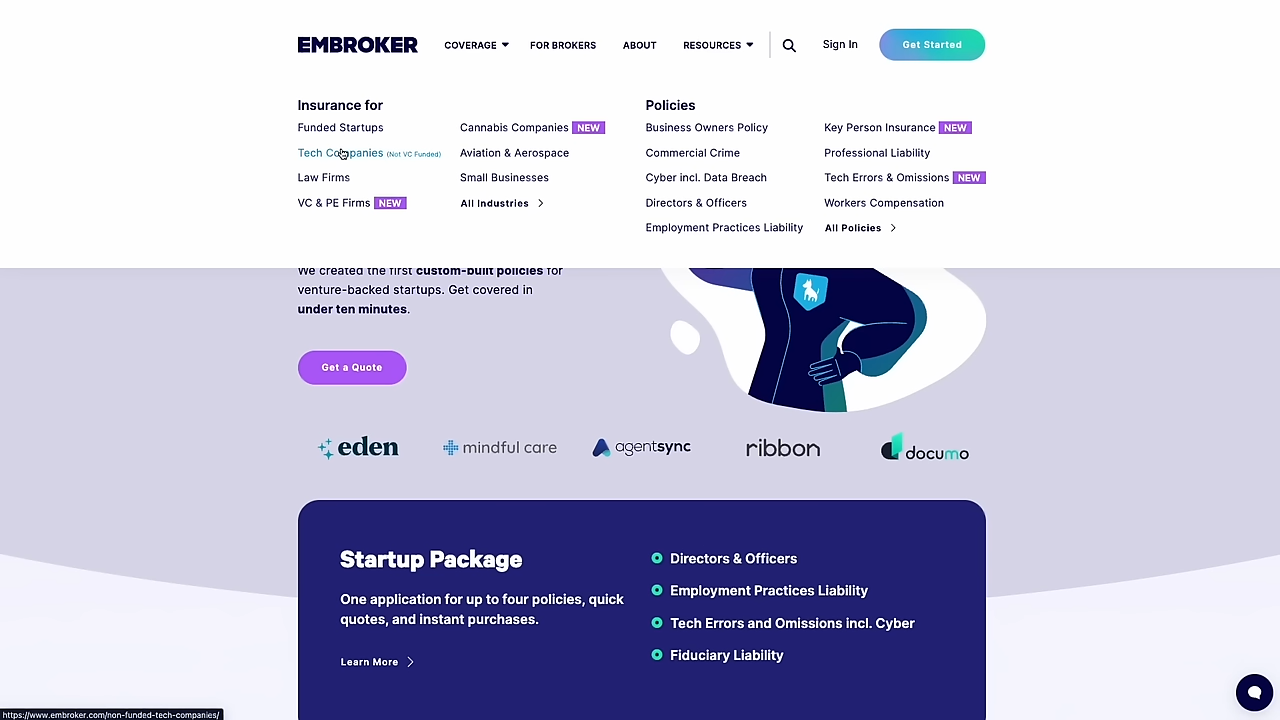 EMBROKER
COVERAGE
FOR BROKERS
ABOUT
RESOURCES
Sign In
Get Started
Insurance for
Funded Startups
Tech Companies (Not VC Funded)
Law Firms
VC & PE Firms NEW
Cannabis Companies NEW
Aviation & Aerospace
Small Businesses
All Industries
Policies
Business Owners Policy
Commercial Crime
Cyber incl. Data Breach
Directors & Officers
Employment Practices Liability
Key Person Insurance NEW
Professional Liability
Tech Errors & Omissions NEW
Workers Compensation
All Policies
We created the first custom-built policies for
venture-backed startups. Get covered in
under ten minutes.
Get a Quote
eden
mindful care
agentsync
ribbon
documo
Startup Package
One application for up to four policies, quick
quotes, and instant purchases.
Learn More
Directors & Officers
Employment Practices Liability
Tech Errors and Omissions incl. Cyber
Fiduciary Liability
https://www.embroker.com/non-funded-tech-companies/